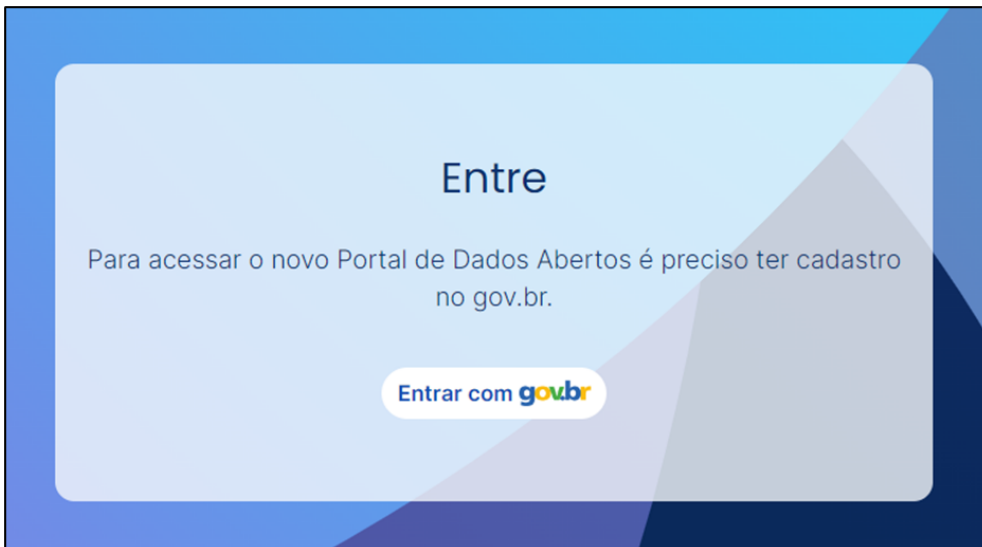 Entre
Para acessar o novo Portal de Dados Abertos é preciso ter cadastro
no gov.br.
Entrar com gov.br